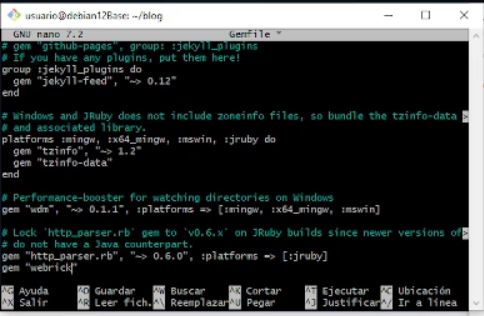 usuario@debian12Base: ~/blog
GNU nano 7.2 Gemfile *
# gem "github-pages", group: :jekyll_plugins
# If you have any plugins, put them here!
group :jekyll_plugins do
  gem "jekyll-feed", "~> 0.12"
end
# Windows and JRuby does not include zoneinfo files, so bundle the tzinfo-data >
# and associated library.
platforms :mingw, :x64_mingw, :mswin, :jruby do
  gem "tzinfo", "~> 1.2"
  gem "tzinfo-data"
end
# Performance-booster for watching directories on Windows
gem "wdm", "~> 0.1.1", :platforms => [:mingw, :x64_mingw, :mswin]
# Lock `http_parser.rb` gem to `v0.6.x` on JRuby builds since newer versions of>
# do not have a Java counterpart.
gem "http_parser.rb", "~> 0.6.0", :platforms => [:jruby]
gem "webrick"
^G Ayuda ^O Guardar ^W Buscar ^K Cortar ^T Ejecutar ^C Ubicación
^X Salir ^R Leer fich. ^\ Reemplazar ^U Pegar ^J Justificar ^/ Ir a línea